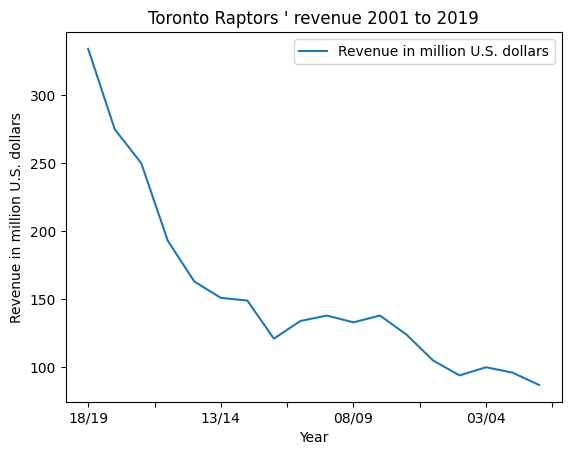 Toronto Raptors ' revenue 2001 to 2019
Revenue in million U.S. dollars
Revenue in million U.S. dollars
300
250
200
150
100
18/19
13/14
08/09
03/04
Year